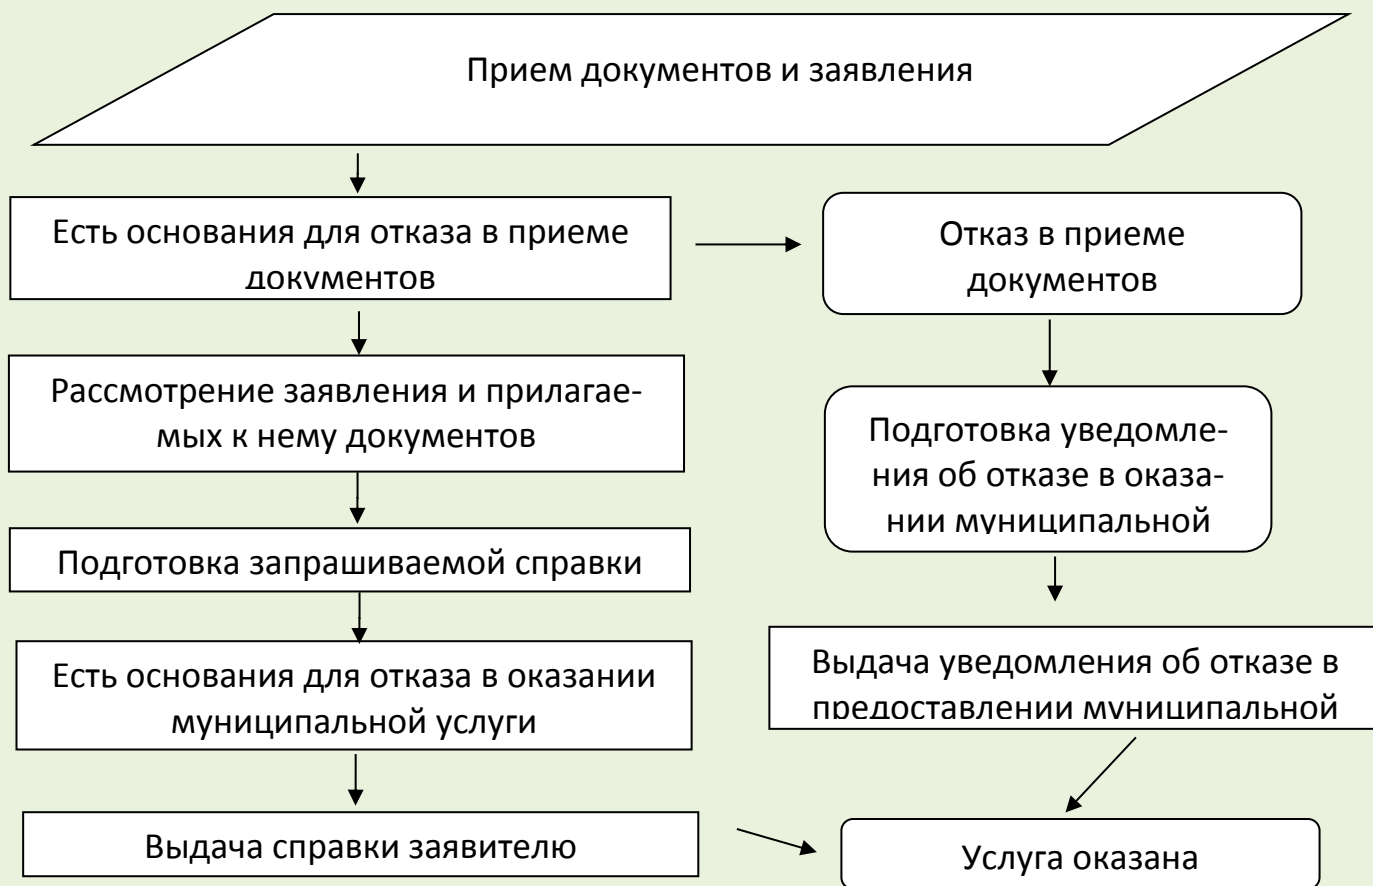 Прием документов и заявления
Есть основания для отказа в приеме
документов
Отказ в приеме
документов
Рассмотрение заявления и прилагае-
мых к нему документов
Подготовка уведомле-
ния об отказе в оказа-
нии муниципальной
Подготовка запрашиваемой справки
Есть основания для отказа в оказании
муниципальной услуги
Выдача уведомления об отказе в
предоставлении муниципальной
Выдача справки заявителю
Услуга оказана